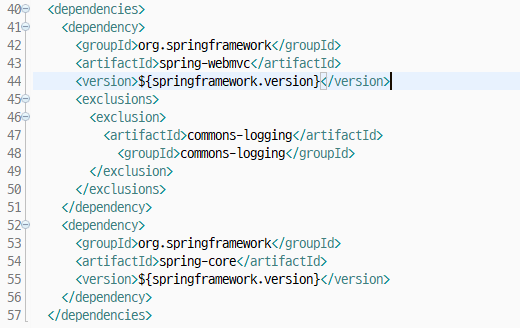 40 <dependencies>
41 <dependency>
42 <groupId>org.springframework</groupId>
43 <artifactId>spring-webmvc</artifactId>
44 <version>${springframework.version}</version>
45 <exclusions>
46 <exclusion>
47 <artifactId>commons-logging</artifactId>
48 <groupId>commons-logging</groupId>
49 </exclusion>
50 </exclusions>
51 </dependency>
52 <dependency>
53 <groupId>org.springframework</groupId>
54 <artifactId>spring-core</artifactId>
55 <version>${springframework.version}</version>
56 </dependency>
57 </dependencies>